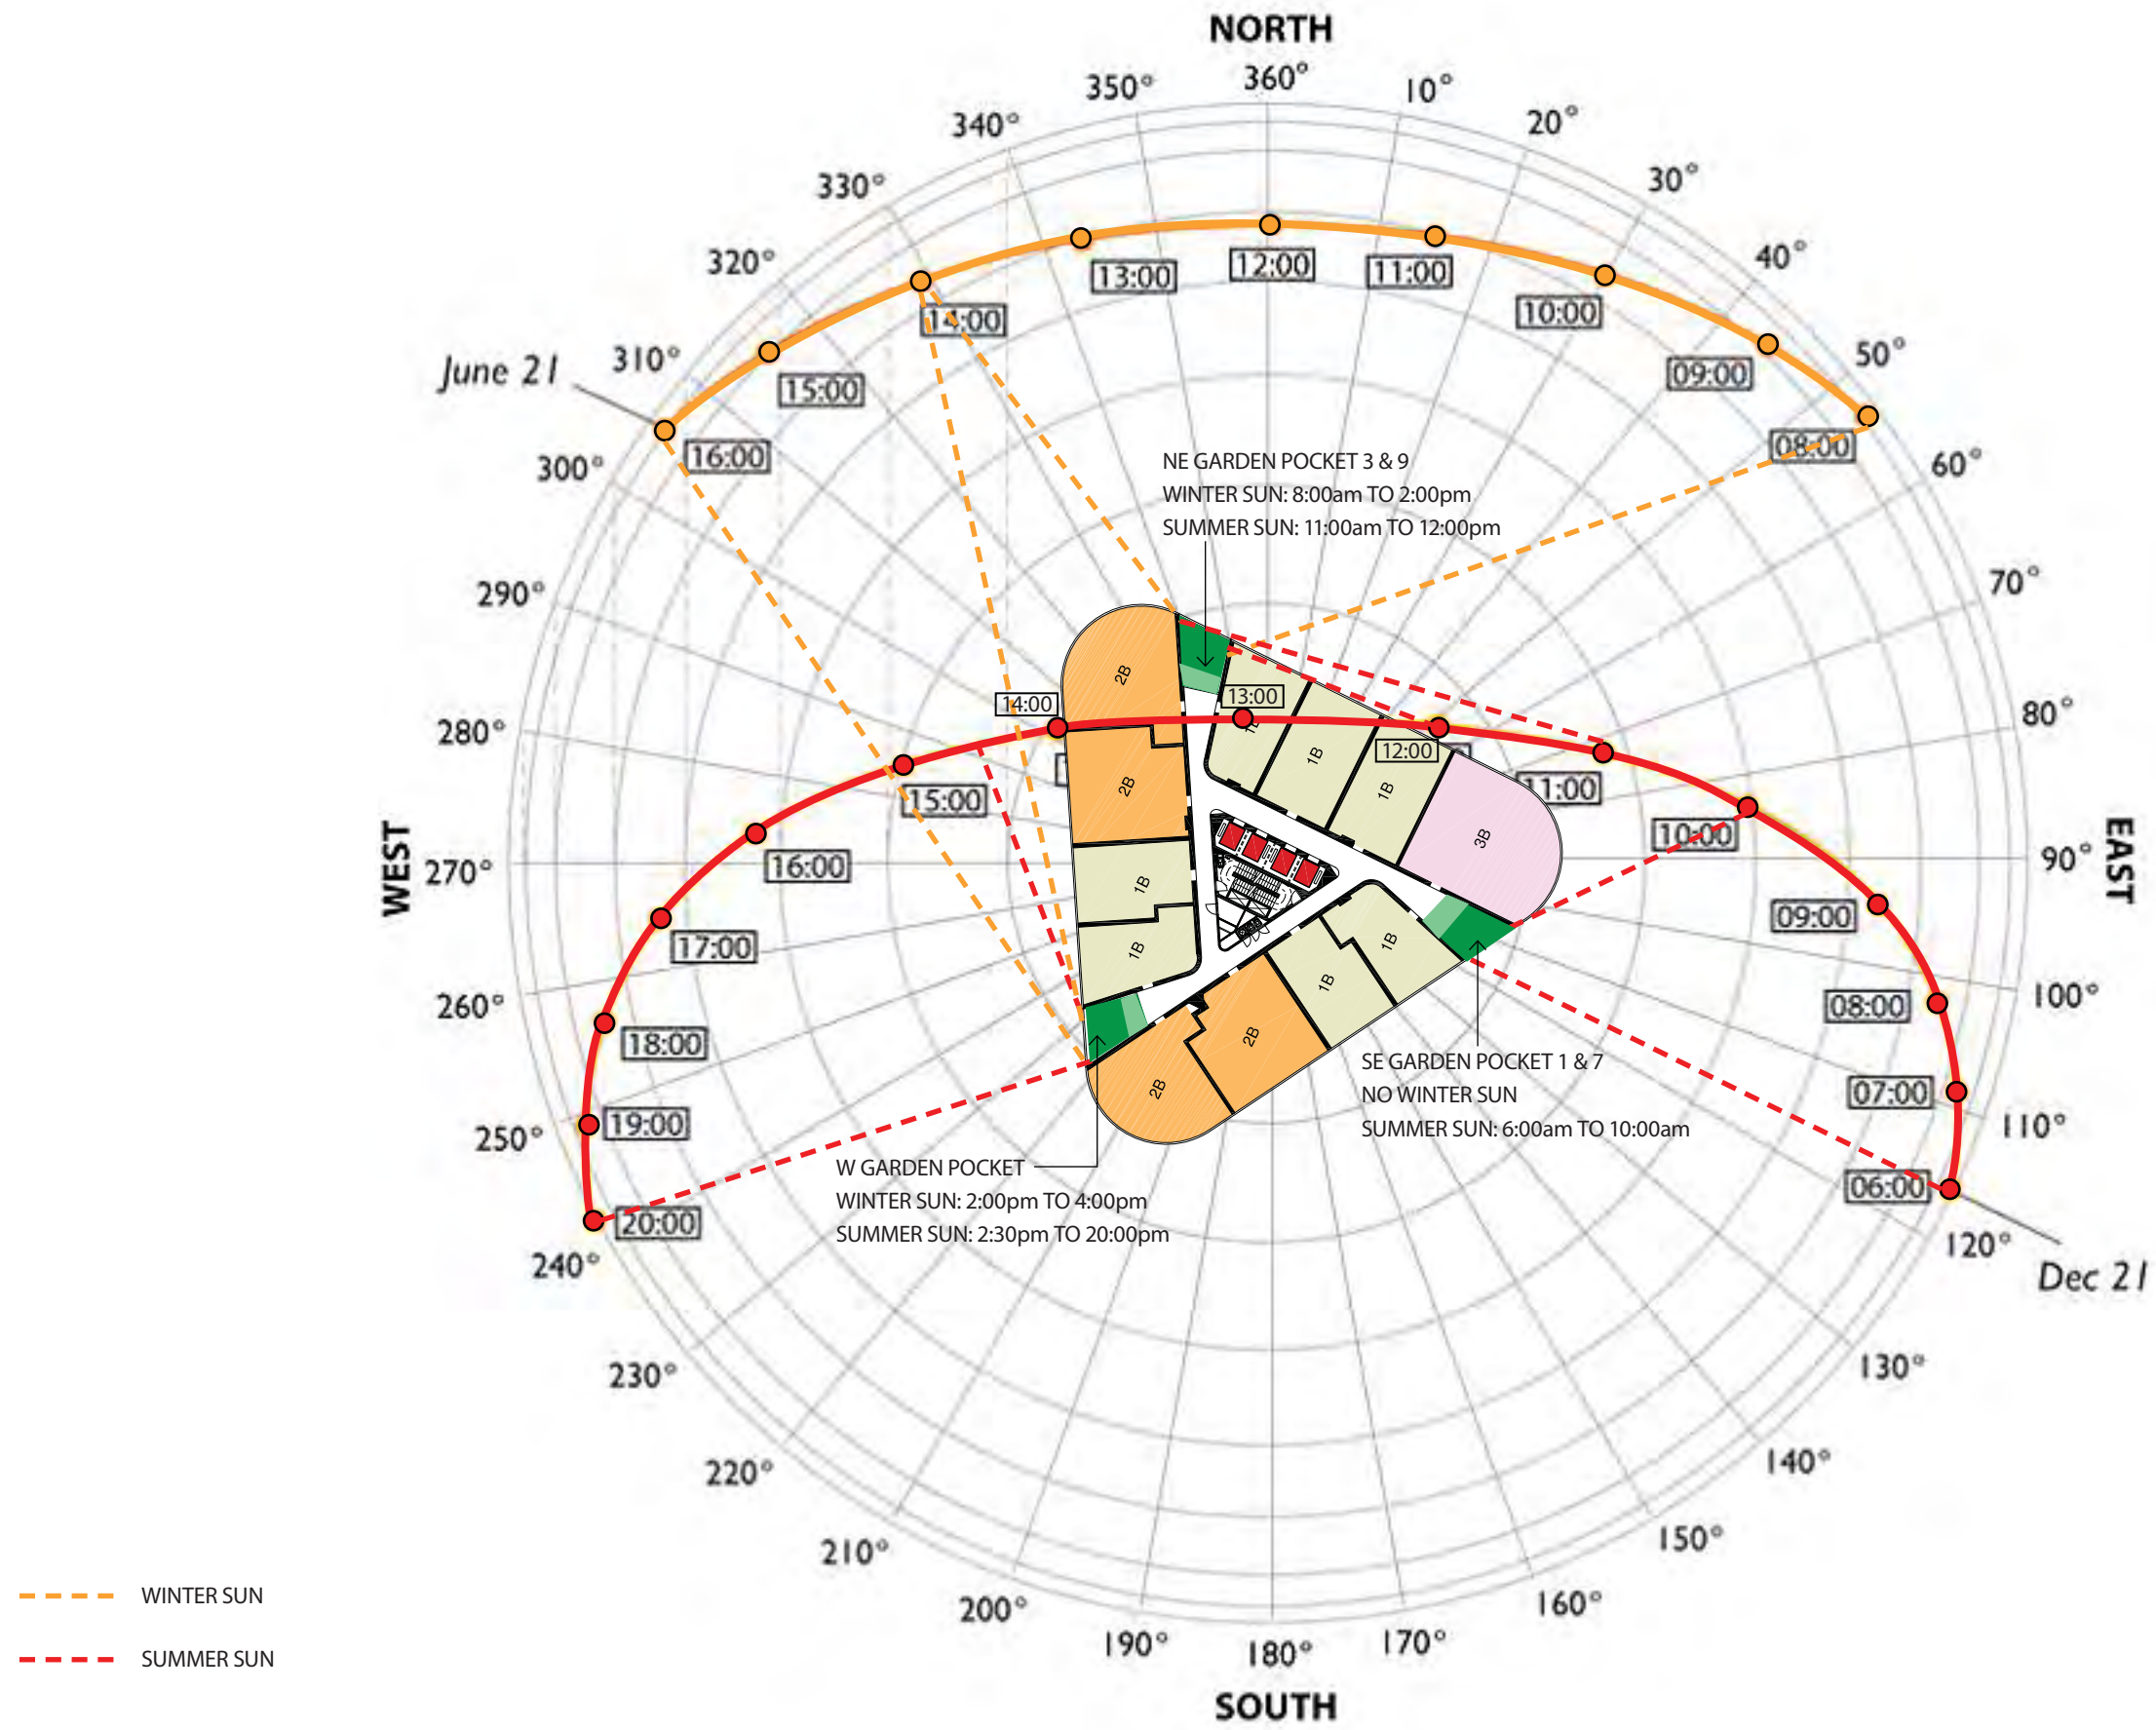 NORTH
360°
350°
10°
340°
20°
330°
30°
320°
40°
310°
50°
300°
60°
290°
70°
280°
80°
270°
90°
260°
100°
250°
110°
240°
120°
230°
130°
220°
140°
210°
150°
200°
160°
190°
170°
180°
SOUTH
WEST
EAST
June 21
Dec 21
16:00
15:00
14:00
13:00
12:00
11:00
10:00
09:00
08:00
NE GARDEN POCKET 3 & 9
WINTER SUN: 8:00am TO 2:00pm
SUMMER SUN: 11:00am TO 12:00pm
14:00
13:00
12:00
11:00
10:00
09:00
08:00
07:00
06:00
15:00
16:00
17:00
18:00
19:00
20:00
2B
2B
1B
1B
1B
1B
3B
1B
1B
2B
2B
SE GARDEN POCKET 1 & 7
NO WINTER SUN
SUMMER SUN: 6:00am TO 10:00am
W GARDEN POCKET
WINTER SUN: 2:00pm TO 4:00pm
SUMMER SUN: 2:30pm TO 20:00pm
WINTER SUN
SUMMER SUN